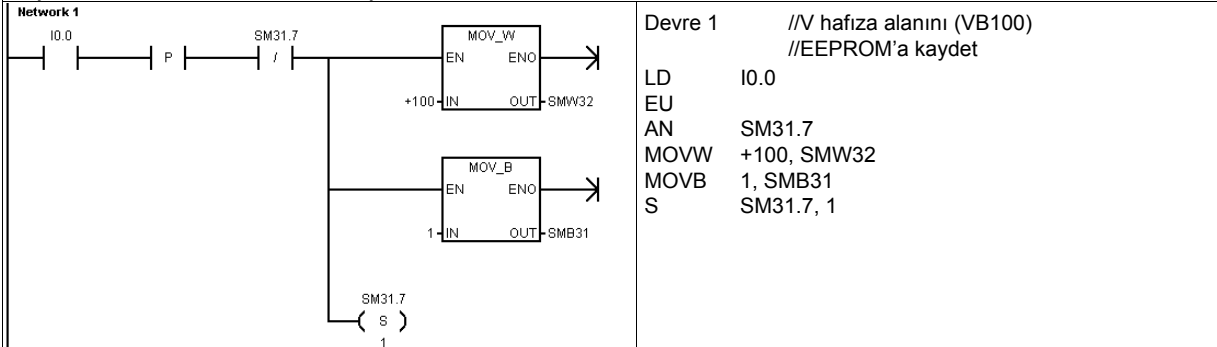 Network 1
I0.0
P
SM31.7
/
MOV_W
EN ENO
+100 IN OUT SMW32
MOV_B
EN ENO
1 IN OUT SMB31
SM31.7
S
1
Devre 1 //V hafıza alanını (VB100)
//EEPROM’a kaydet
LD I0.0
EU
AN SM31.7
MOVW +100, SMW32
MOVB 1, SMB31
S SM31.7, 1